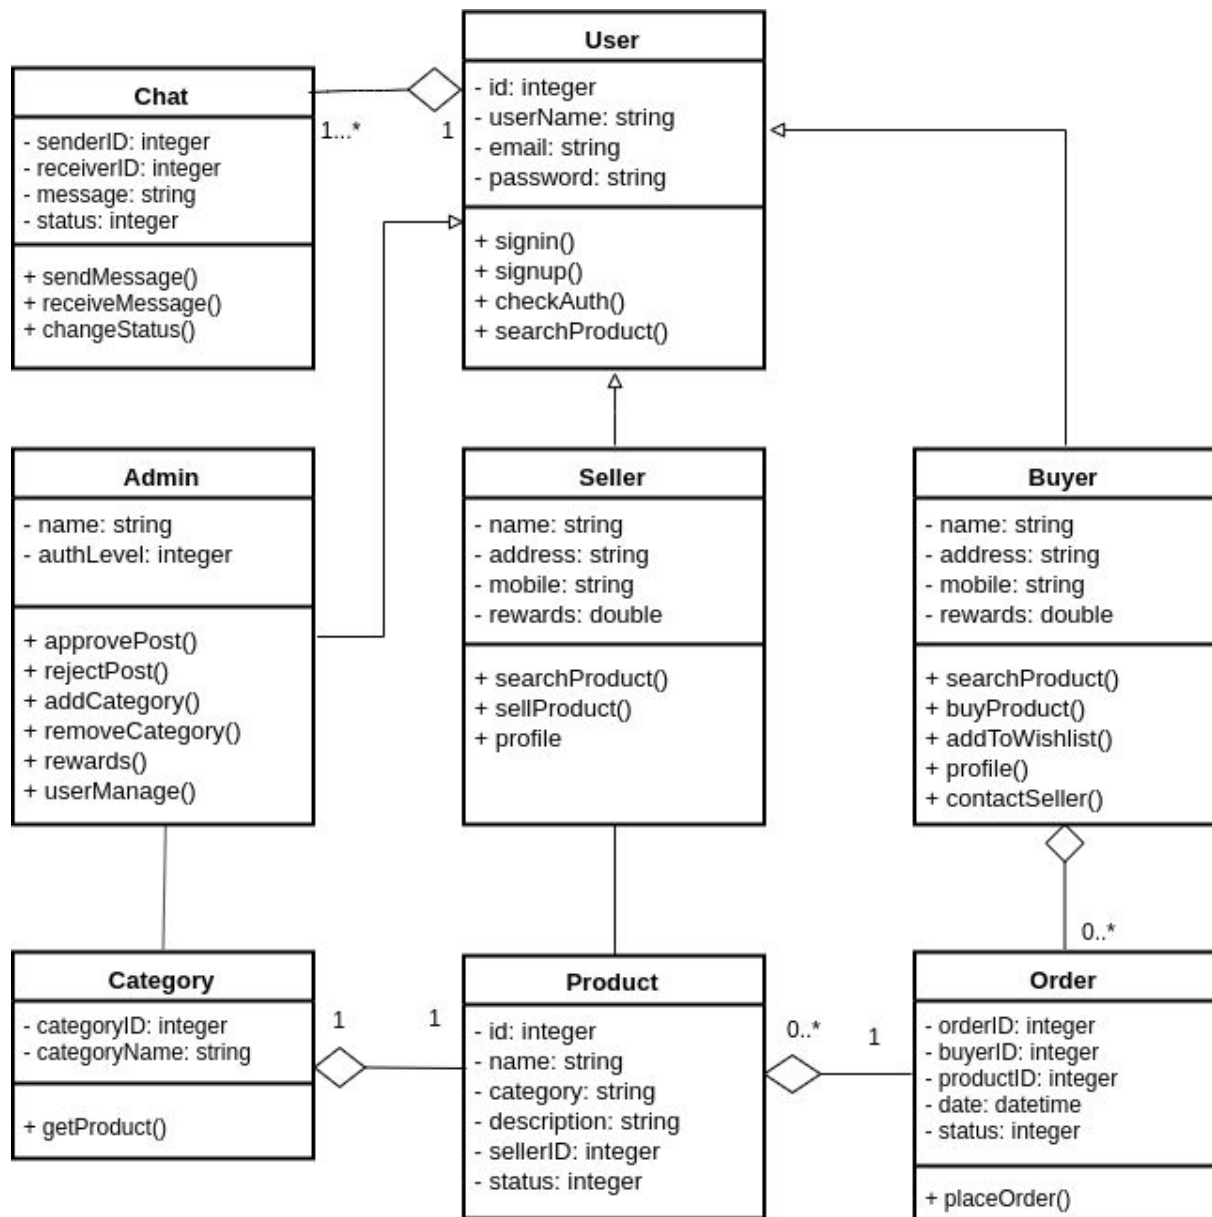 User
- id: integer
- userName: string
- email: string
- password: string
+ signin()
+ signup()
+ checkAuth()
+ searchProduct()
Chat
- senderID: integer
- receiverID: integer
- message: string
- status: integer
+ sendMessage()
+ receiveMessage()
+ changeStatus()
1...*
1
Admin
- name: string
- authLevel: integer
+ approvePost()
+ rejectPost()
+ addCategory()
+ removeCategory()
+ rewards()
+ userManage()
Seller
- name: string
- address: string
- mobile: string
- rewards: double
+ searchProduct()
+ sellProduct()
+ profile
Buyer
- name: string
- address: string
- mobile: string
- rewards: double
+ searchProduct()
+ buyProduct()
+ addToWishlist()
+ profile()
+ contactSeller()
0..*
Category
- categoryID: integer
- categoryName: string
+ getProduct()
1
1
Product
- id: integer
- name: string
- category: string
- description: string
- sellerID: integer
- status: integer
0..*
1
Order
- orderID: integer
- buyerID: integer
- productID: integer
- date: datetime
- status: integer
+ placeOrder()